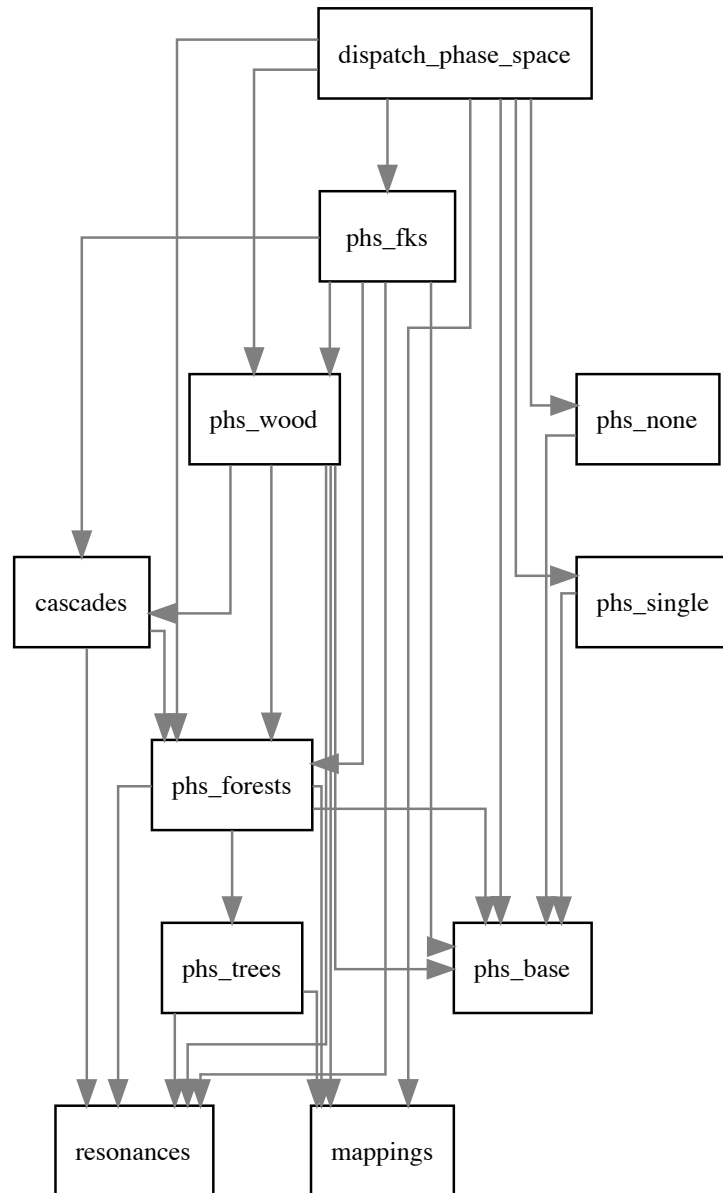 dispatch_phase_space
phs_fks
phs_wood
phs_none
cascades
phs_single
phs_forests
phs_trees
phs_base
resonances
mappings